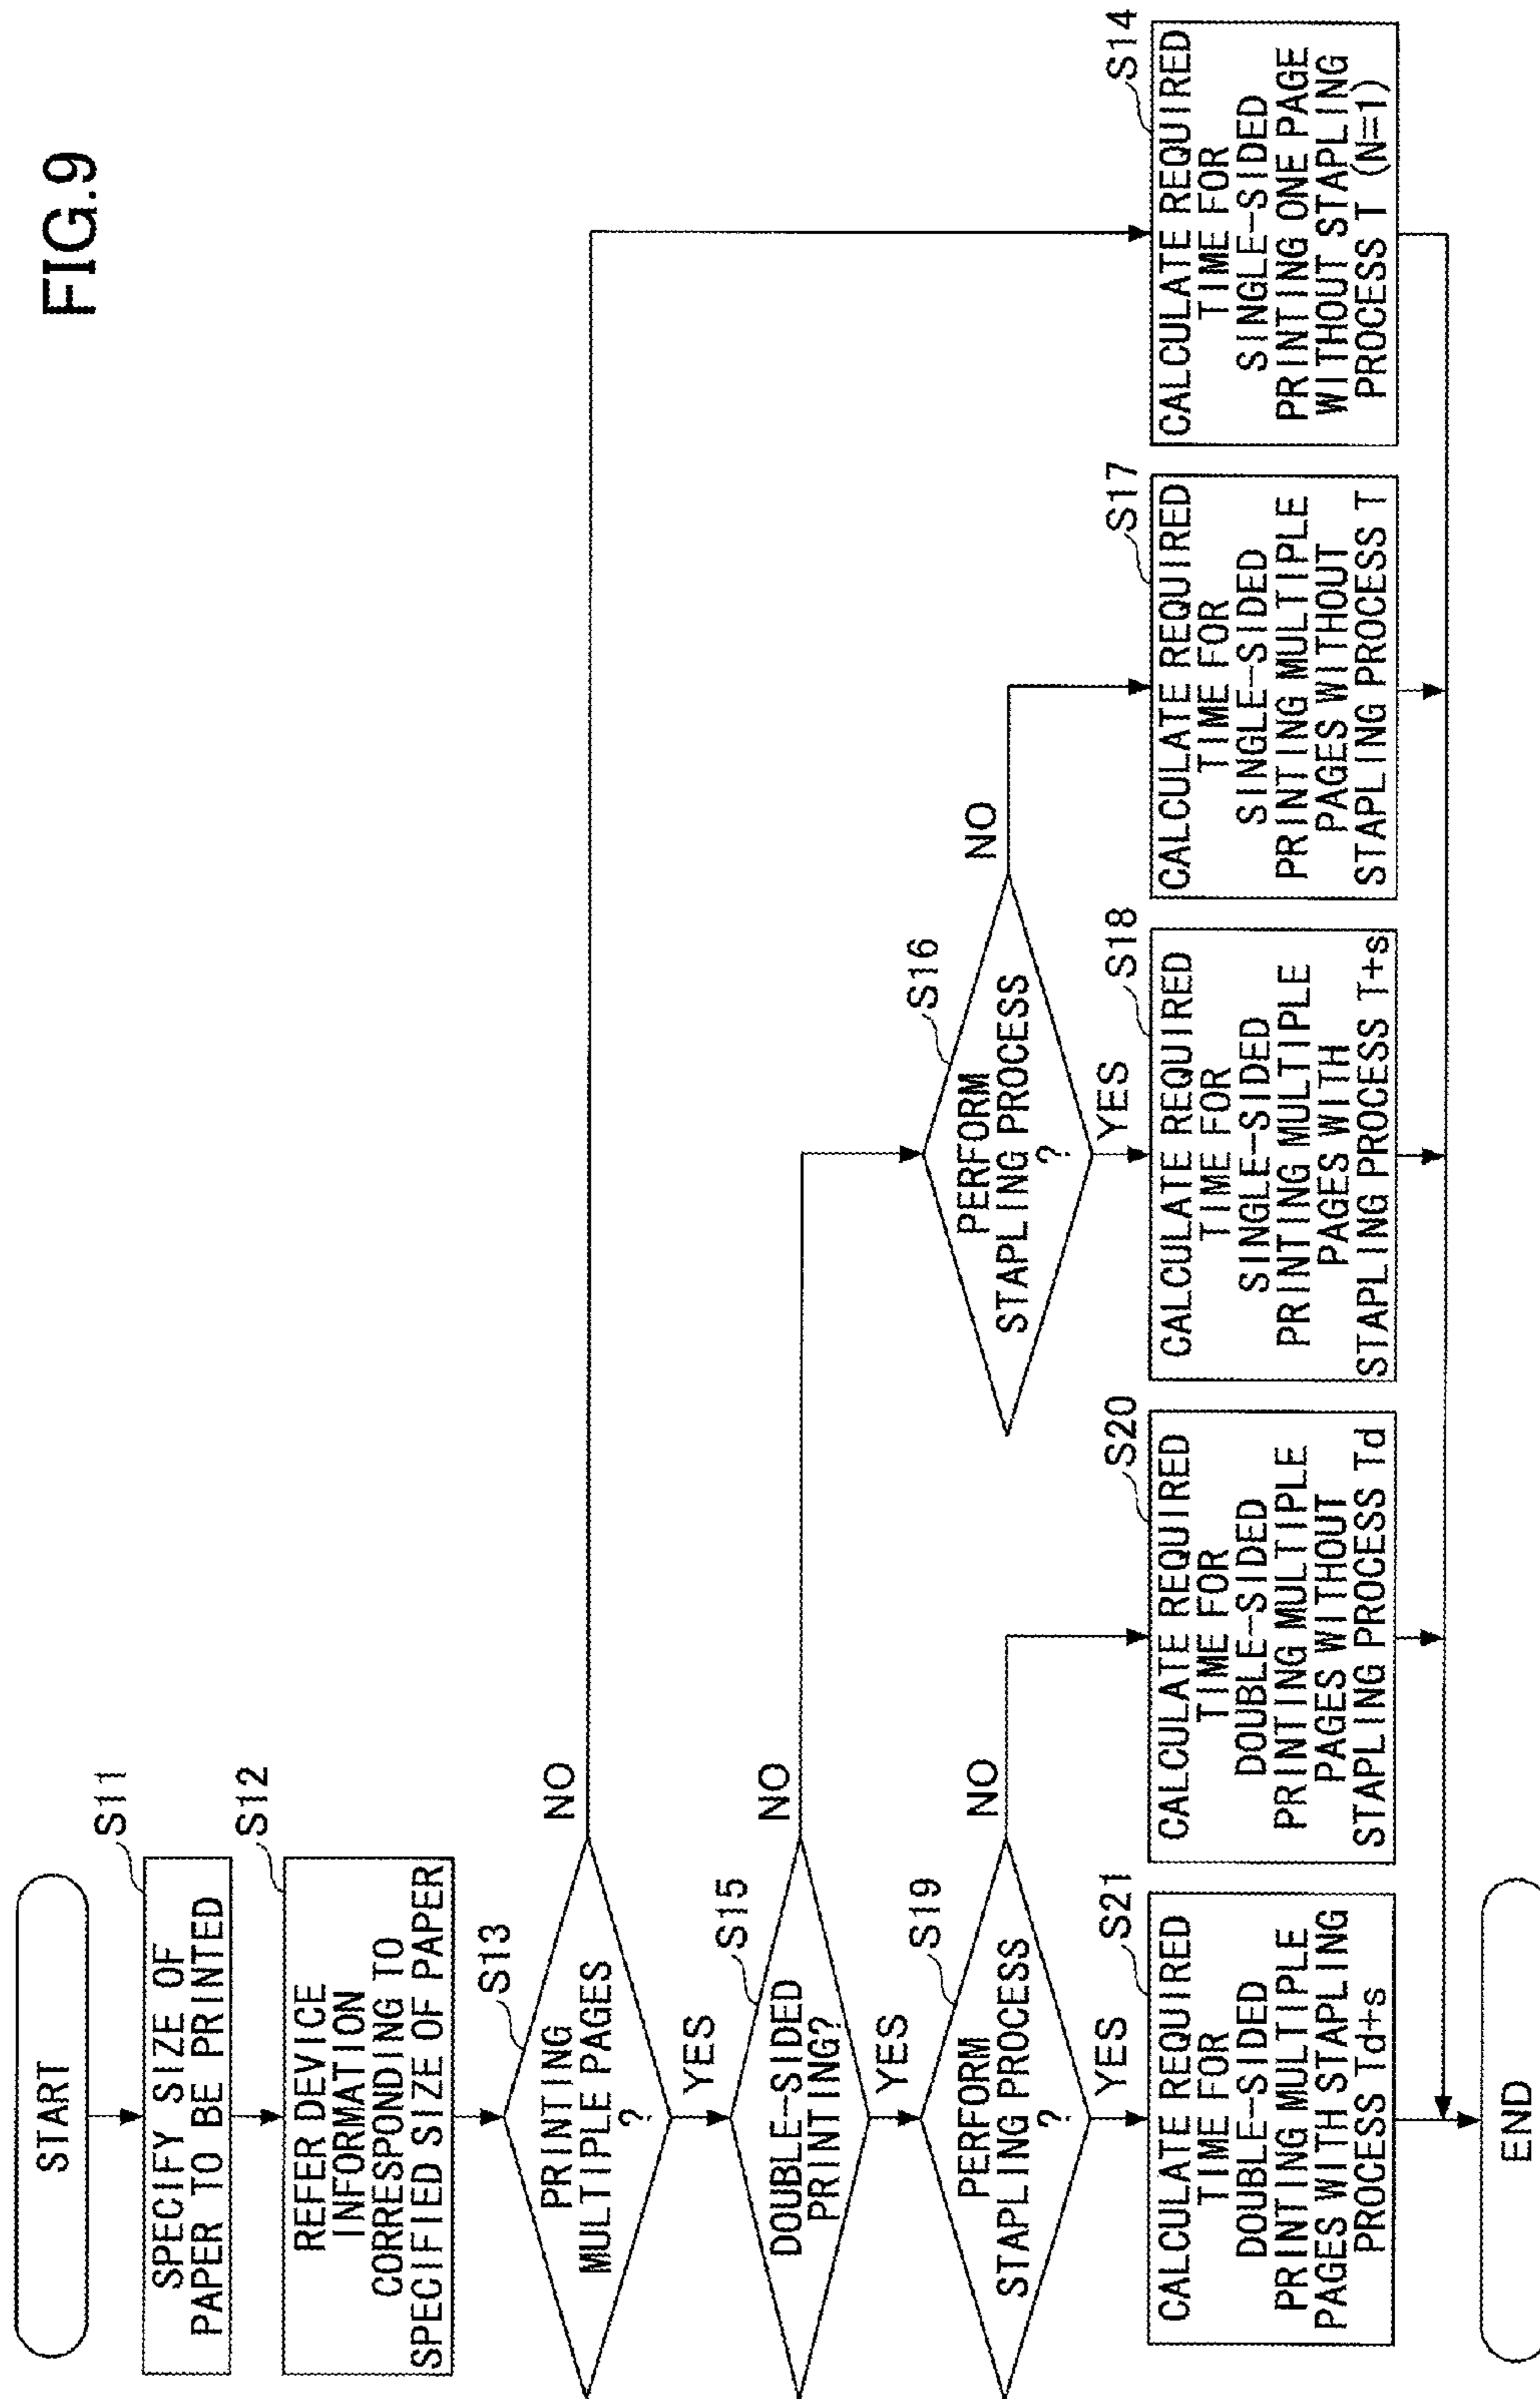 FIG.9
START
SPECIFY SIZE OF
PAPER TO BE PRINTED
S11
REFER DEVICE
INFORMATION
CORRESPONDING TO
SPECIFIED SIZE OF PAPER
S12
PRINTING
MULTIPLE PAGES
?
S13
NO
YES
DOUBLE-SIDED
PRINTING?
S15
NO
YES
PERFORM
STAPLING PROCESS
?
S19
NO
YES
PERFORM
STAPLING PROCESS
?
S16
NO
YES
S21
CALCULATE REQUIRED
TIME FOR
DOUBLE-SIDED
PRINTING MULTIPLE
PAGES WITH STAPLING
PROCESS Td+s
S20
CALCULATE REQUIRED
TIME FOR
DOUBLE-SIDED
PRINTING MULTIPLE
PAGES WITHOUT
STAPLING PROCESS Td
S18
CALCULATE REQUIRED
TIME FOR
SINGLE-SIDED
PRINTING MULTIPLE
PAGES WITH
STAPLING PROCESS T+s
S17
CALCULATE REQUIRED
TIME FOR
SINGLE-SIDED
PRINTING MULTIPLE
PAGES WITHOUT
STAPLING PROCESS T
S14
CALCULATE REQUIRED
TIME FOR
SINGLE-SIDED
PRINTING ONE PAGE
WITHOUT STAPLING
PROCESS T (N=1)
END